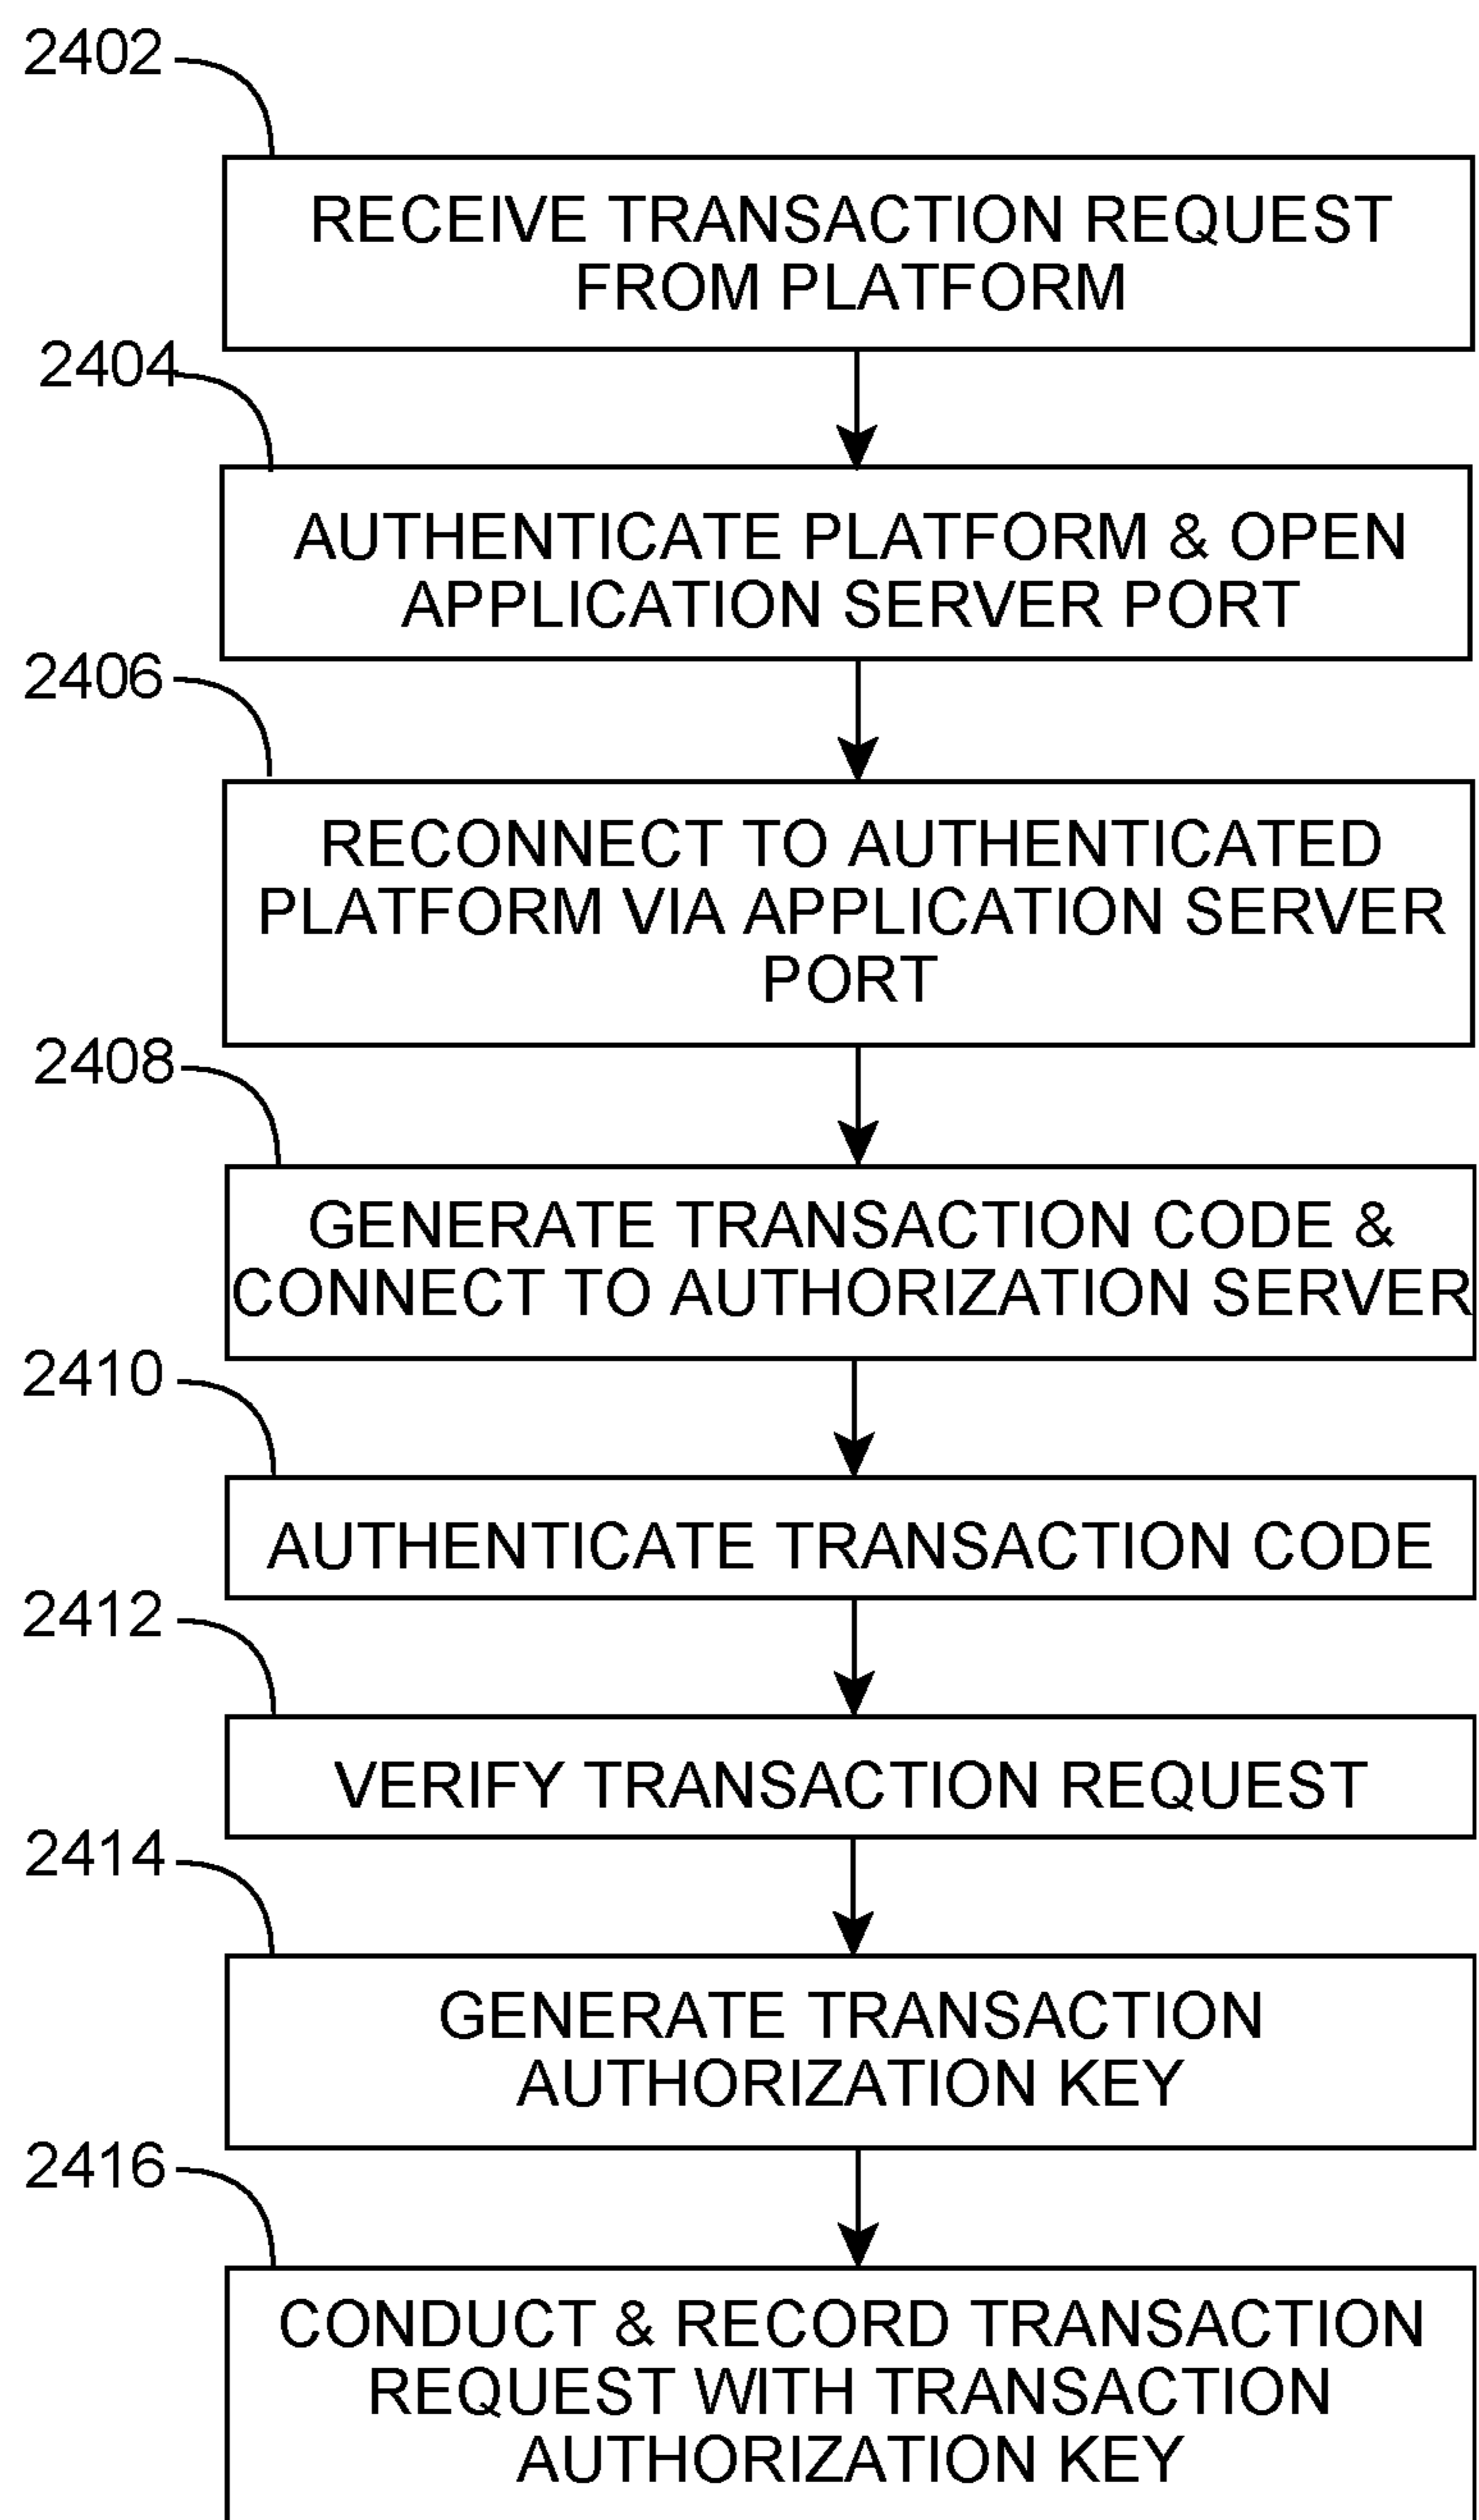 2402
RECEIVE TRANSACTION REQUEST
FROM PLATFORM
2404
AUTHENTICATE PLATFORM & OPEN
APPLICATION SERVER PORT
2406
RECONNECT TO AUTHENTICATED
PLATFORM VIA APPLICATION SERVER
PORT
2408
GENERATE TRANSACTION CODE &
CONNECT TO AUTHORIZATION SERVER
2410
AUTHENTICATE TRANSACTION CODE
2412
VERIFY TRANSACTION REQUEST
2414
GENERATE TRANSACTION
AUTHORIZATION KEY
2416
CONDUCT & RECORD TRANSACTION
REQUEST WITH TRANSACTION
AUTHORIZATION KEY